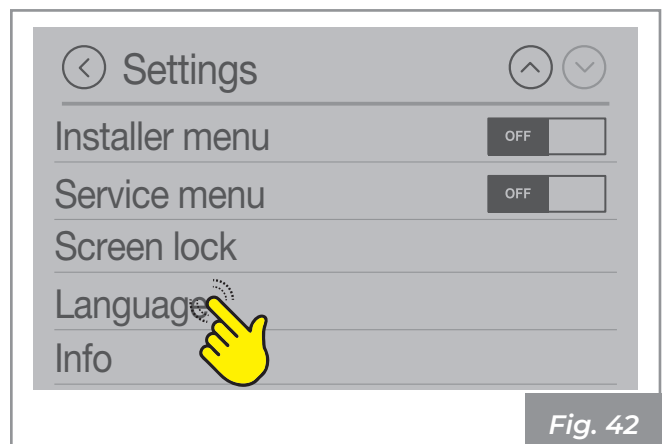 Settings
Installer menu OFF
Service menu OFF
Screen lock
Language
Info
Fig. 42